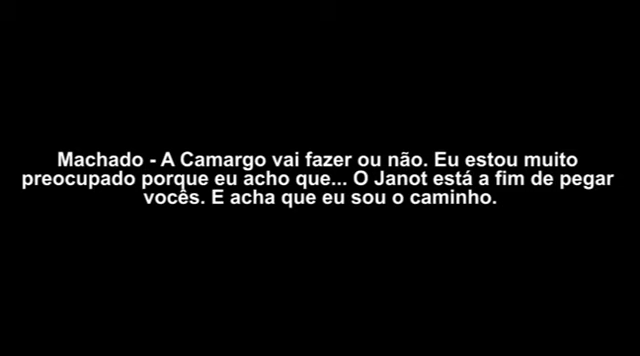 Machado - A Camargo vai fazer ou não. Eu estou muito
preocupado porque eu acho que... O Janot está a fim de pegar
vocês. E acha que eu sou o caminho.